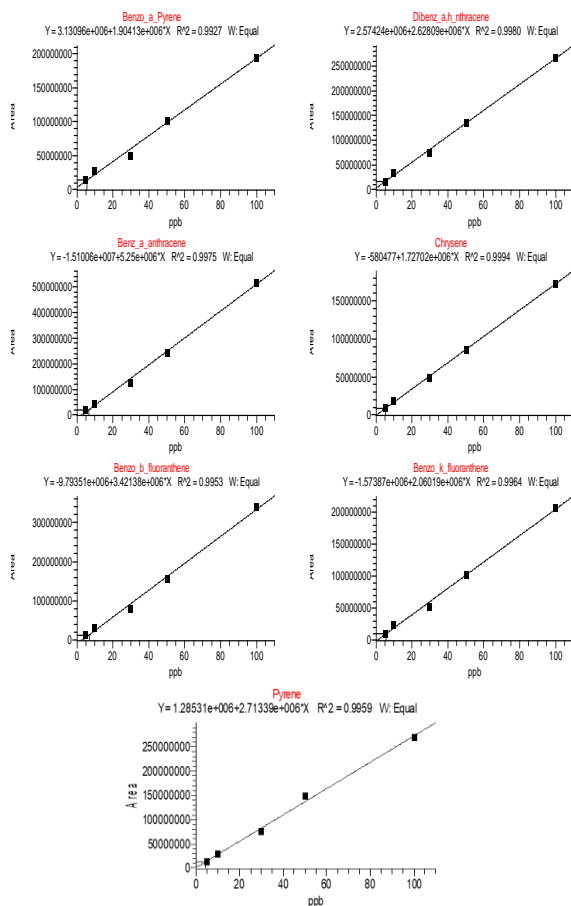 Benzo_a_Pyrene
Y = 3.13096e+006+1.90413e+006*X R^2 = 0.9927 W: Equal
200000000
150000000
100000000
50000000
0
Area
0 20 40 60 80 100
ppb
Dibenz_a,h_nthracene
Y = 2.57424e+006+2.62809e+006*X R^2 = 0.9980 W: Equal
250000000
200000000
150000000
100000000
50000000
0
Area
0 20 40 60 80 100
ppb
Benz_a_anthracene
Y = -1.51006e+007+5.25e+006*X R^2 = 0.9975 W: Equal
500000000
400000000
300000000
200000000
100000000
0
Area
0 20 40 60 80 100
ppb
Chrysene
Y = -580477+1.72702e+006*X R^2 = 0.9994 W: Equal
150000000
100000000
50000000
0
Area
0 20 40 60 80 100
ppb
Benzo_b_fluoranthene
Y = -9.79351e+006+3.42138e+006*X R^2 = 0.9953 W: Equal
300000000
200000000
100000000
0
Area
0 20 40 60 80 100
ppb
Benzo_k_fluoranthene
Y = -1.57387e+006+2.06019e+006*X R^2 = 0.9964 W: Equal
200000000
150000000
100000000
50000000
0
Area
0 20 40 60 80 100
ppb
Pyrene
Y = 1.28531e+006+2.71339e+006*X R^2 = 0.9959 W: Equal
250000000
200000000
150000000
100000000
50000000
0
Area
0 20 40 60 80 100
ppb